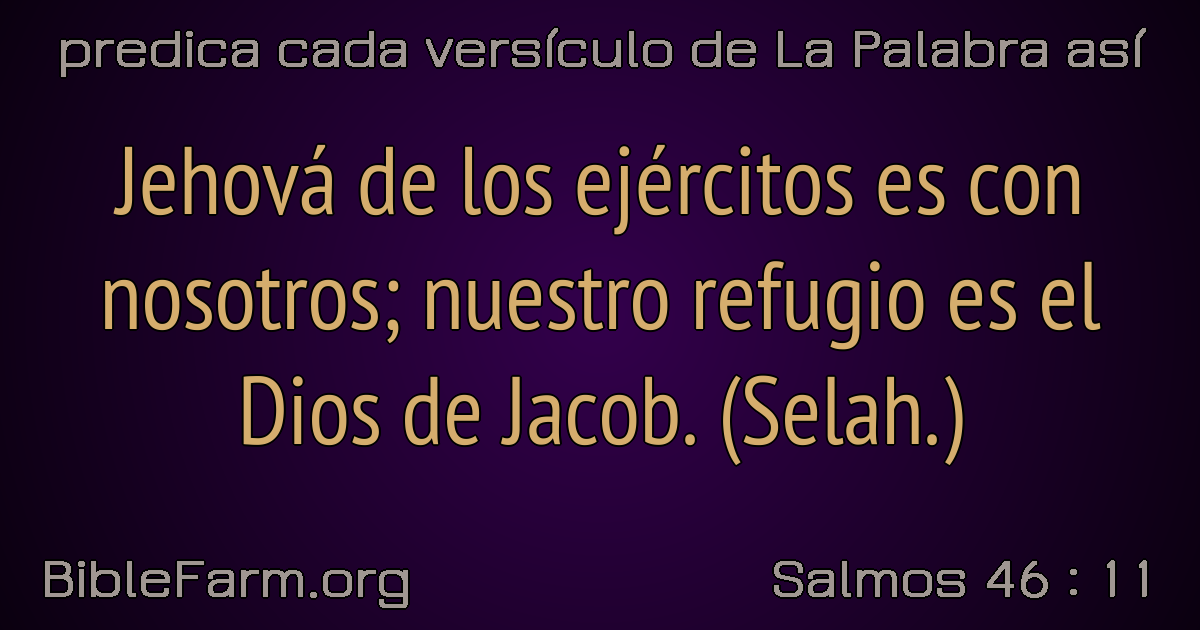 predica cada versículo de La Palabra así
Jehová de los ejércitos es con
nosotros; nuestro refugio es el
Dios de Jacob. (Selah.)
BibleFarm.org
Salmos 46 : 11